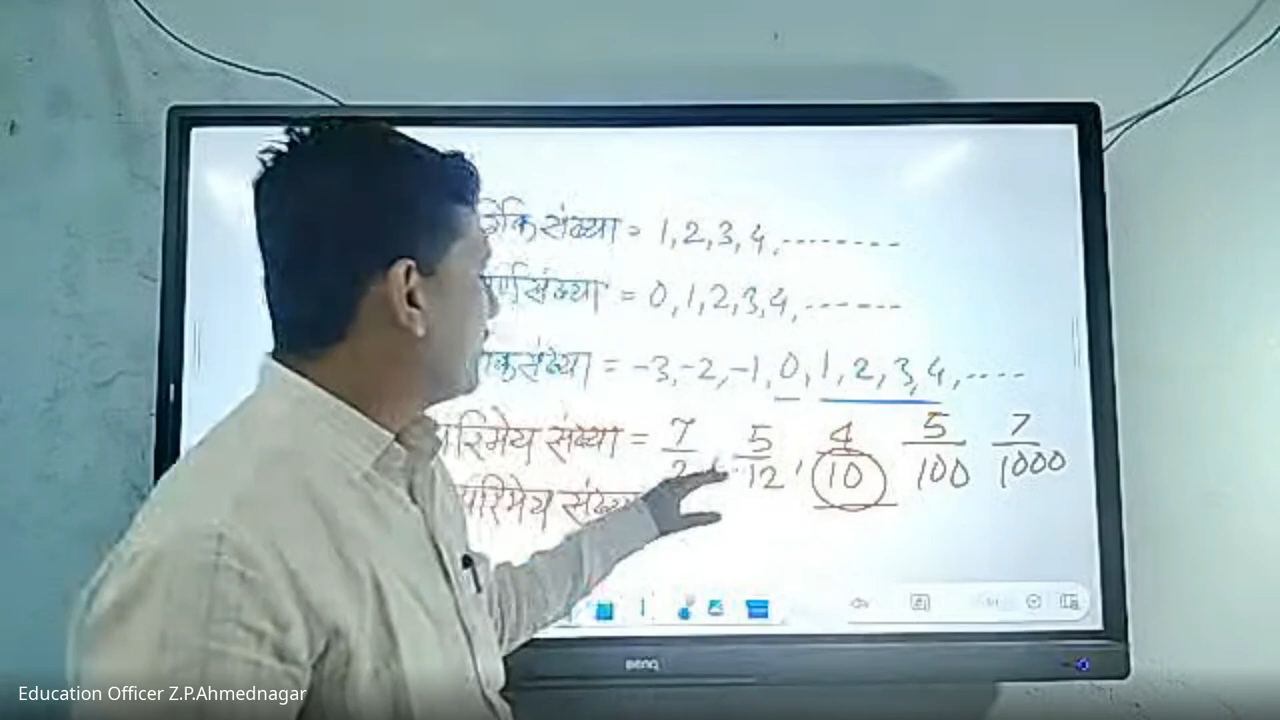 संख्या = 1, 2, 3, 4, --------
संख्या = 0, 1, 2, 3, 4, ------
संख्या = -3, -2, -1, 0, 1, 2, 3, 4, ----
परिमेय संख्या = 7/2, 5/12, 4/10 5/100 7/1000
परिमेय संख्या
BenQ
Education Officer Z.P.Ahmednagar